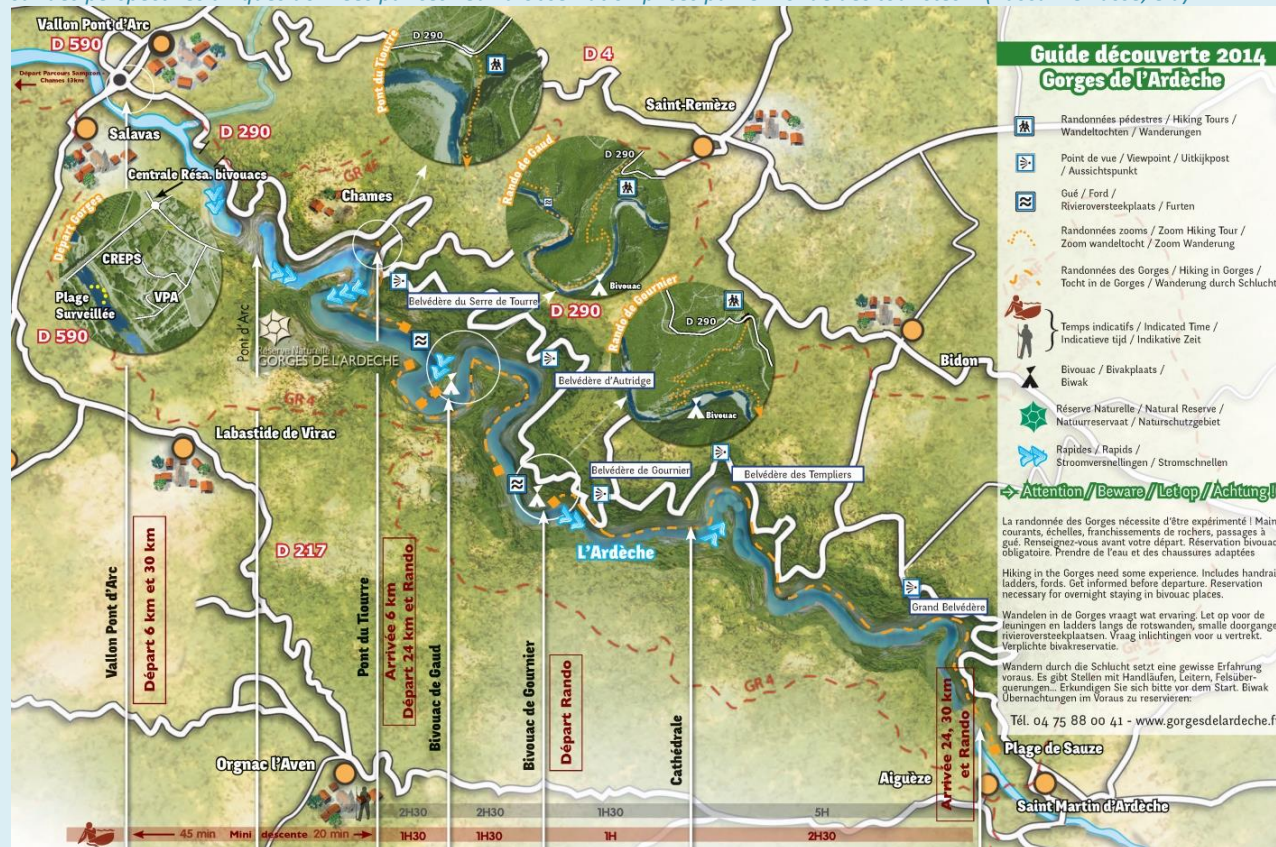 Vallon Pont d'Arc
D 590
Départ Parcours Sampzon -
Chames 13km
Salavas
D 290
Centrale Résa. bivouacs
Départ Gorges
CREPS
VPA
Plage
Surveillée
D 590
Pont d'Arc
Réserve Naturelle
GORGES DE L'ARDECHE
GR 4
Chames
GR 4
Pont du Tiourre
D 290
D 4
Saint-Remèze
Rando de Gaud
D 290
Bivouac
D 290
Rando de Gournier
D 290
Bivouac
Bidon
Belvédère du Serre de Tourre
Belvédère d'Autridge
Belvédère de Gournier
Belvédère des Templiers
Grand Belvédère
L'Ardèche
Labastide de Virac
D 217
GR 4
Orgnac l'Aven
Aiguèze
Plage de Sauze
Saint Martin d'Ardèche
Vallon Pont d'Arc
Départ 6 km et 30 km
Pont du Tiourre
Arrivée 6 km
Départ 24 km et Rando
Bivouac de Gaud
Bivouac de Gournier
Départ Rando
Cathédrale
Arrivée 24, 30 km
et Rando
2H30 2H30 1H30 5H
45 min Mini descente 20 min 1H30 1H30 1H 2H30
Guide découverte 2014
Gorges de l'Ardèche
Randonnées pédestres / Hiking Tours /
Wandeltochten / Wanderungen
Point de vue / Viewpoint / Uitkijkpost
/ Aussichtspunkt
Gué / Ford /
Rivieroversteekplaats / Furten
Randonnées zooms / Zoom Hiking Tour /
Zoom wandeltocht / Zoom Wanderung
Randonnées des Gorges / Hiking in Gorges /
Tocht in de Gorges / Wanderung durch Schlucht
Temps indicatifs / Indicated Time /
Indicatieve tijd / Indikative Zeit
Bivouac / Bivakplaats /
Biwak
Réserve Naturelle / Natural Reserve /
Natuurreservaat / Naturschutzgebiet
Rapides / Rapids /
Stroomversnellingen / Stromschnellen
Attention / Beware / Let op / Achtung !
La randonnée des Gorges nécessite d'être expérimenté ! Main
courants, échelles, franchissements de rochers, passages à
gué. Renseignez-vous avant votre départ. Réservation bivouac
obligatoire. Prendre de l'eau et des chaussures adaptées
Hiking in the Gorges need some experience. Includes handrai
ladders, fords. Get informed before departure. Reservation
necessary for overnight staying in bivouac places.
Wandelen in de Gorges vraagt wat ervaring. Let op voor de
leuningen en ladders langs de rotswanden, smalle doorgange
rivieroversteekplaatsen. Vraag inlichtingen voor u vertrekt.
Verplichte bivakreservatie.
Wandern durch die Schlucht setzt eine gewisse Erfahrung
voraus. Es gibt Stellen mit Handläufen, Leitern, Felsüber-
querungen... Erkundigen Sie sich bitte vor dem Start. Biwak
Übernachtungen im Voraus zu reservieren:
Tél. 04 75 88 00 41 - www.gorgesdelardeche.f